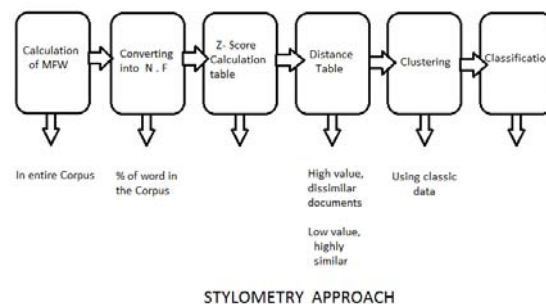 Calculation
of MFW
Converting
into N . F
Z- Score
Calculation
table
Distance
Table
Clustering
Classification
In entire Corpus
% of word in
the Corpus
High value,
dissimilar
documents
Low value,
highly
similar
Using classic
data
STYLOMETRY APPROACH